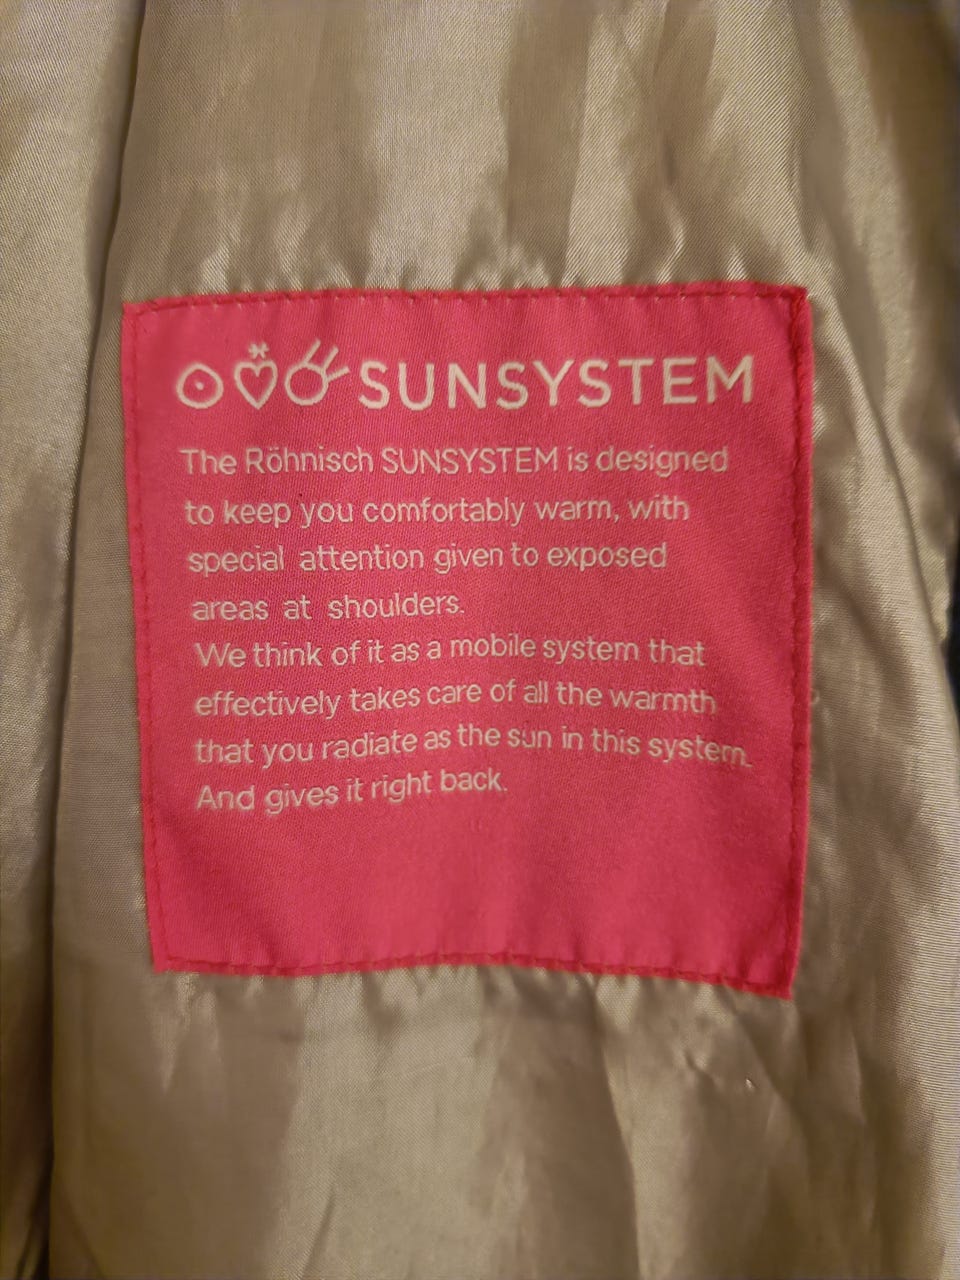 SUNSYSTEM
The Röhnisch SUNSYSTEM is designed
to keep you comfortably warm, with
special attention given to exposed
areas at shoulders.
We think of it as a mobile system that
effectively takes care of all the warmth
that you radiate as the sun in this system.
And gives it right back.